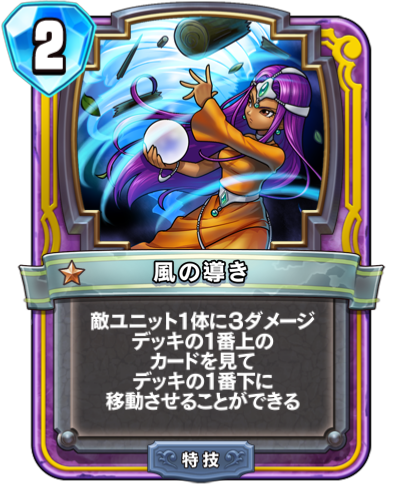 2
風の導き
敵ユニット1体に3ダメージ
デッキの1番上の
カードを見て
デッキの1番下に
移動させることができる
特技